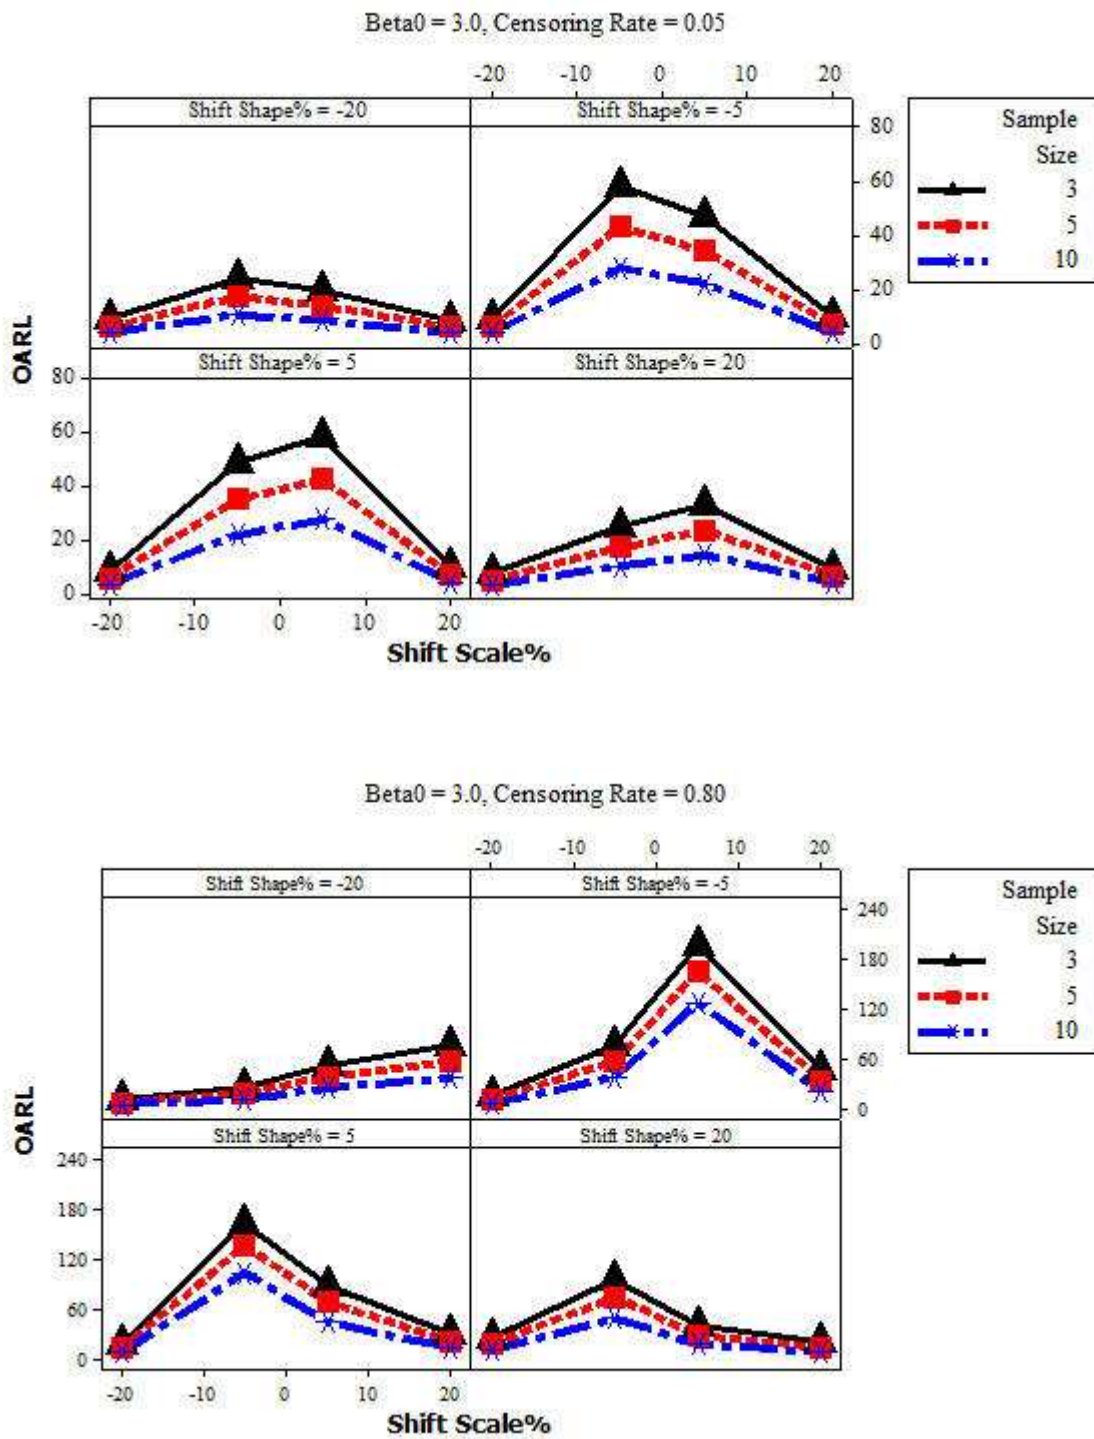 Beta0 = 3.0, Censoring Rate = 0.05
-20 -10 0 10 20
Shift Shape% = -20 Shift Shape% = -5
80
60
40
20
0
Sample
Size
3
5
10
OARL
Shift Shape% = 5 Shift Shape% = 20
80
60
40
20
0
-20 -10 0 10 20
Shift Scale%
Beta0 = 3.0, Censoring Rate = 0.80
-20 -10 0 10 20
Shift Shape% = -20 Shift Shape% = -5
240
180
120
60
0
Sample
Size
3
5
10
OARL
Shift Shape% = 5 Shift Shape% = 20
240
180
120
60
0
-20 -10 0 10 20
Shift Scale%